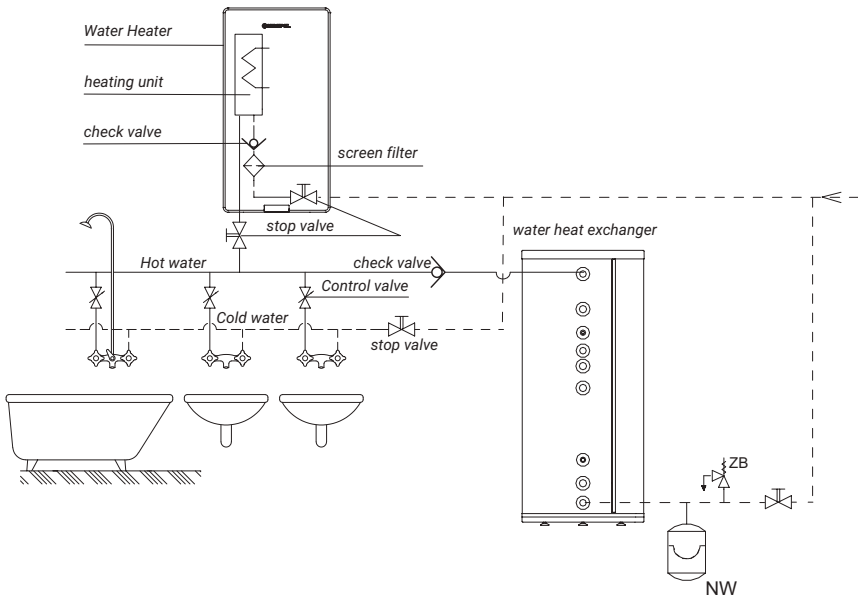 Water Heater
heating unit
check valve
screen filter
stop valve
water heat exchanger
Hot water
check valve
Control valve
Cold water
stop valve
ZB
NW